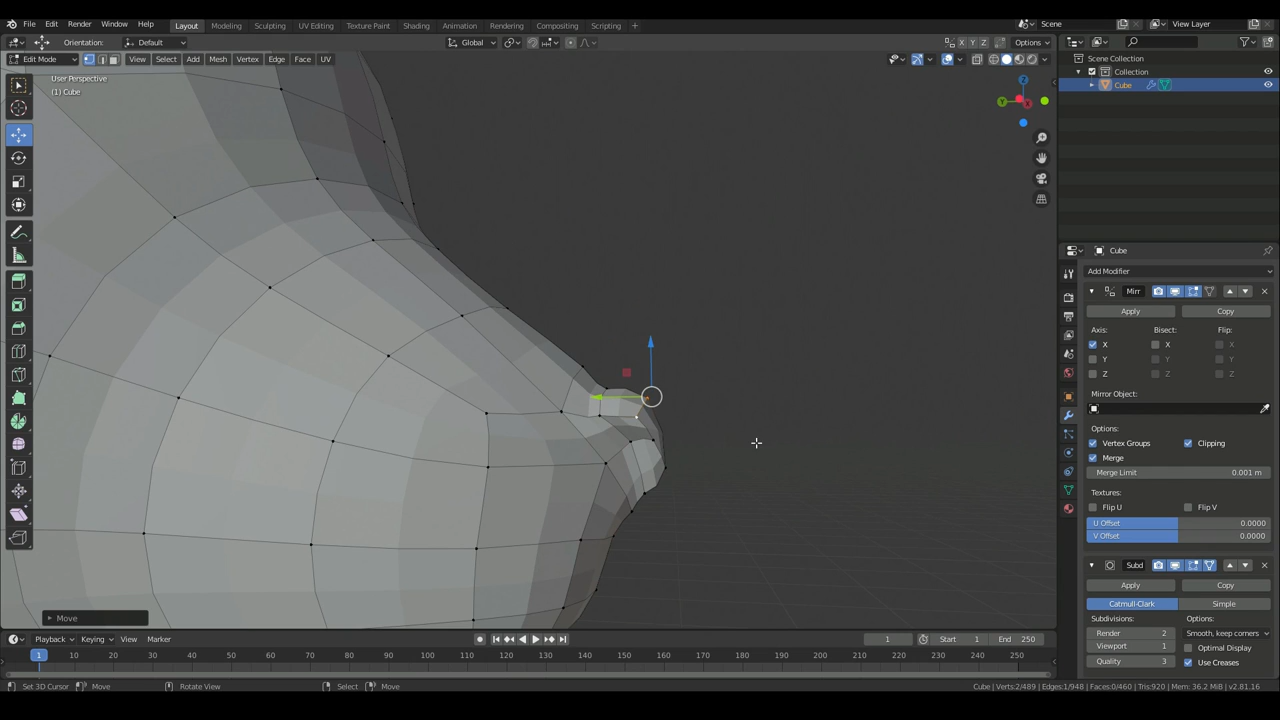 File Edit Render Window Help Layout Modeling Sculpting UV Editing Texture Paint Shading Animation Rendering Compositing Scripting + Scene View Layer
Orientation: Default Global X Y Z Options
Edit Mode View Select Add Mesh Vertex Edge Face UV
User Perspective
(1) Cube
Z
Y
X
Move
Scene Collection
Collection
Cube
Cube
Add Modifier
Mirr
Apply Copy
Axis: Bisect: Flip:
X X X
Y Y Y
Z Z Z
Mirror Object:
Options:
Vertex Groups Clipping
Merge
Merge Limit 0.001 m
Textures:
Flip U Flip V
U Offset 0.0000
V Offset 0.0000
Subd
Apply Copy
Catmull-Clark Simple
Subdivisions: Options:
Render 2 Smooth, keep corners
Viewport 1 Optimal Display
Quality 3 Use Creases
Playback Keying View Marker 1 Start 1 End 250
1 10 20 30 40 50 60 70 80 90 100 110 120 130 140 150 160 170 180 190 200 210 220 230 240 250
Set 3D Cursor Move Rotate View Select Move Cube | Verts:2/489 | Edges:1/948 | Faces:0/460 | Tris:920 | Mem: 36.2 MiB | v2.81.16